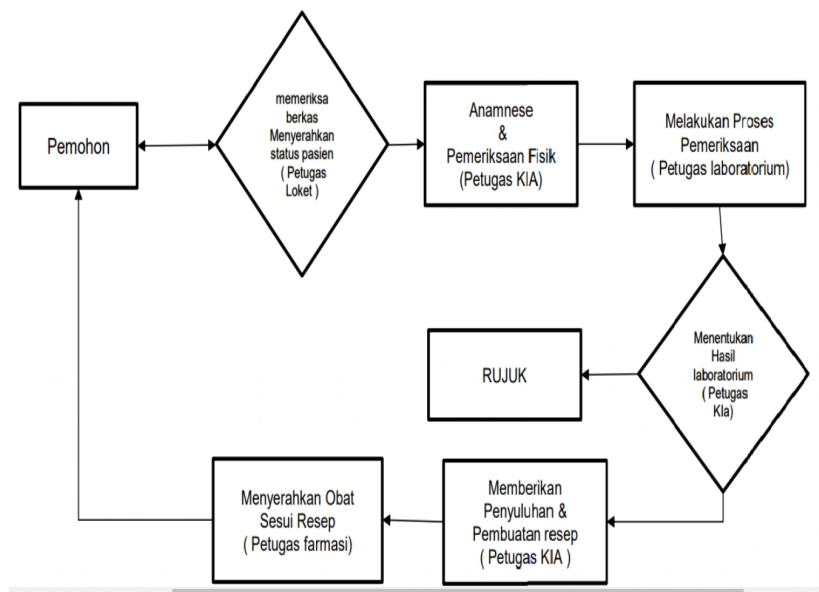 Pemohon
memeriksa
berkas
Menyerahkan
status pasien
( Petugas
Loket )
Anamnese
&
Pemeriksaan Fisik
(Petugas KIA)
Melakukan Proses
Pemeriksaan
( Petugas laboratorium)
Menentukan
Hasil
laboratorium
( Petugas
KIa)
RUJUK
Memberikan
Penyuluhan &
Pembuatan resep
( Petugas KIA )
Menyerahkan Obat
Sesui Resep
( Petugas farmasi)